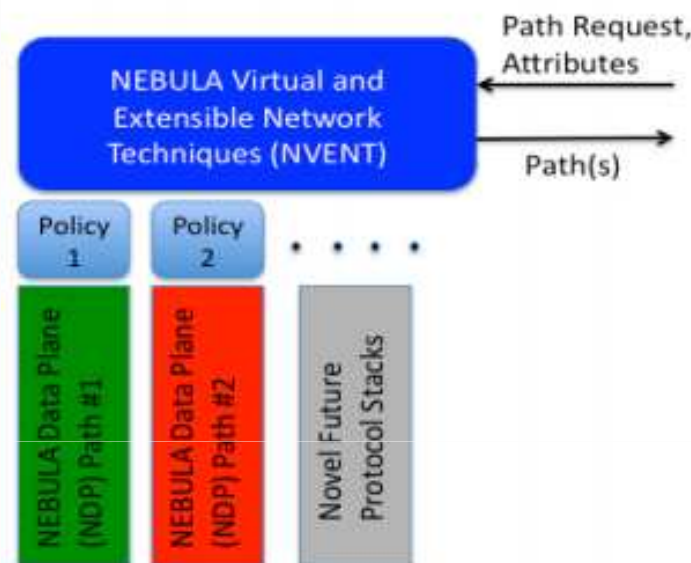 Path Request,
Attributes
NEBULA Virtual and
Extensible Network
Techniques (NVENT)
Path(s)
Policy
1
Policy
2
NEBULA Data Plane
(NDP) Path #1
NEBULA Data Plane
(NDP) Path #2
Novel Future
Protocol Stacks